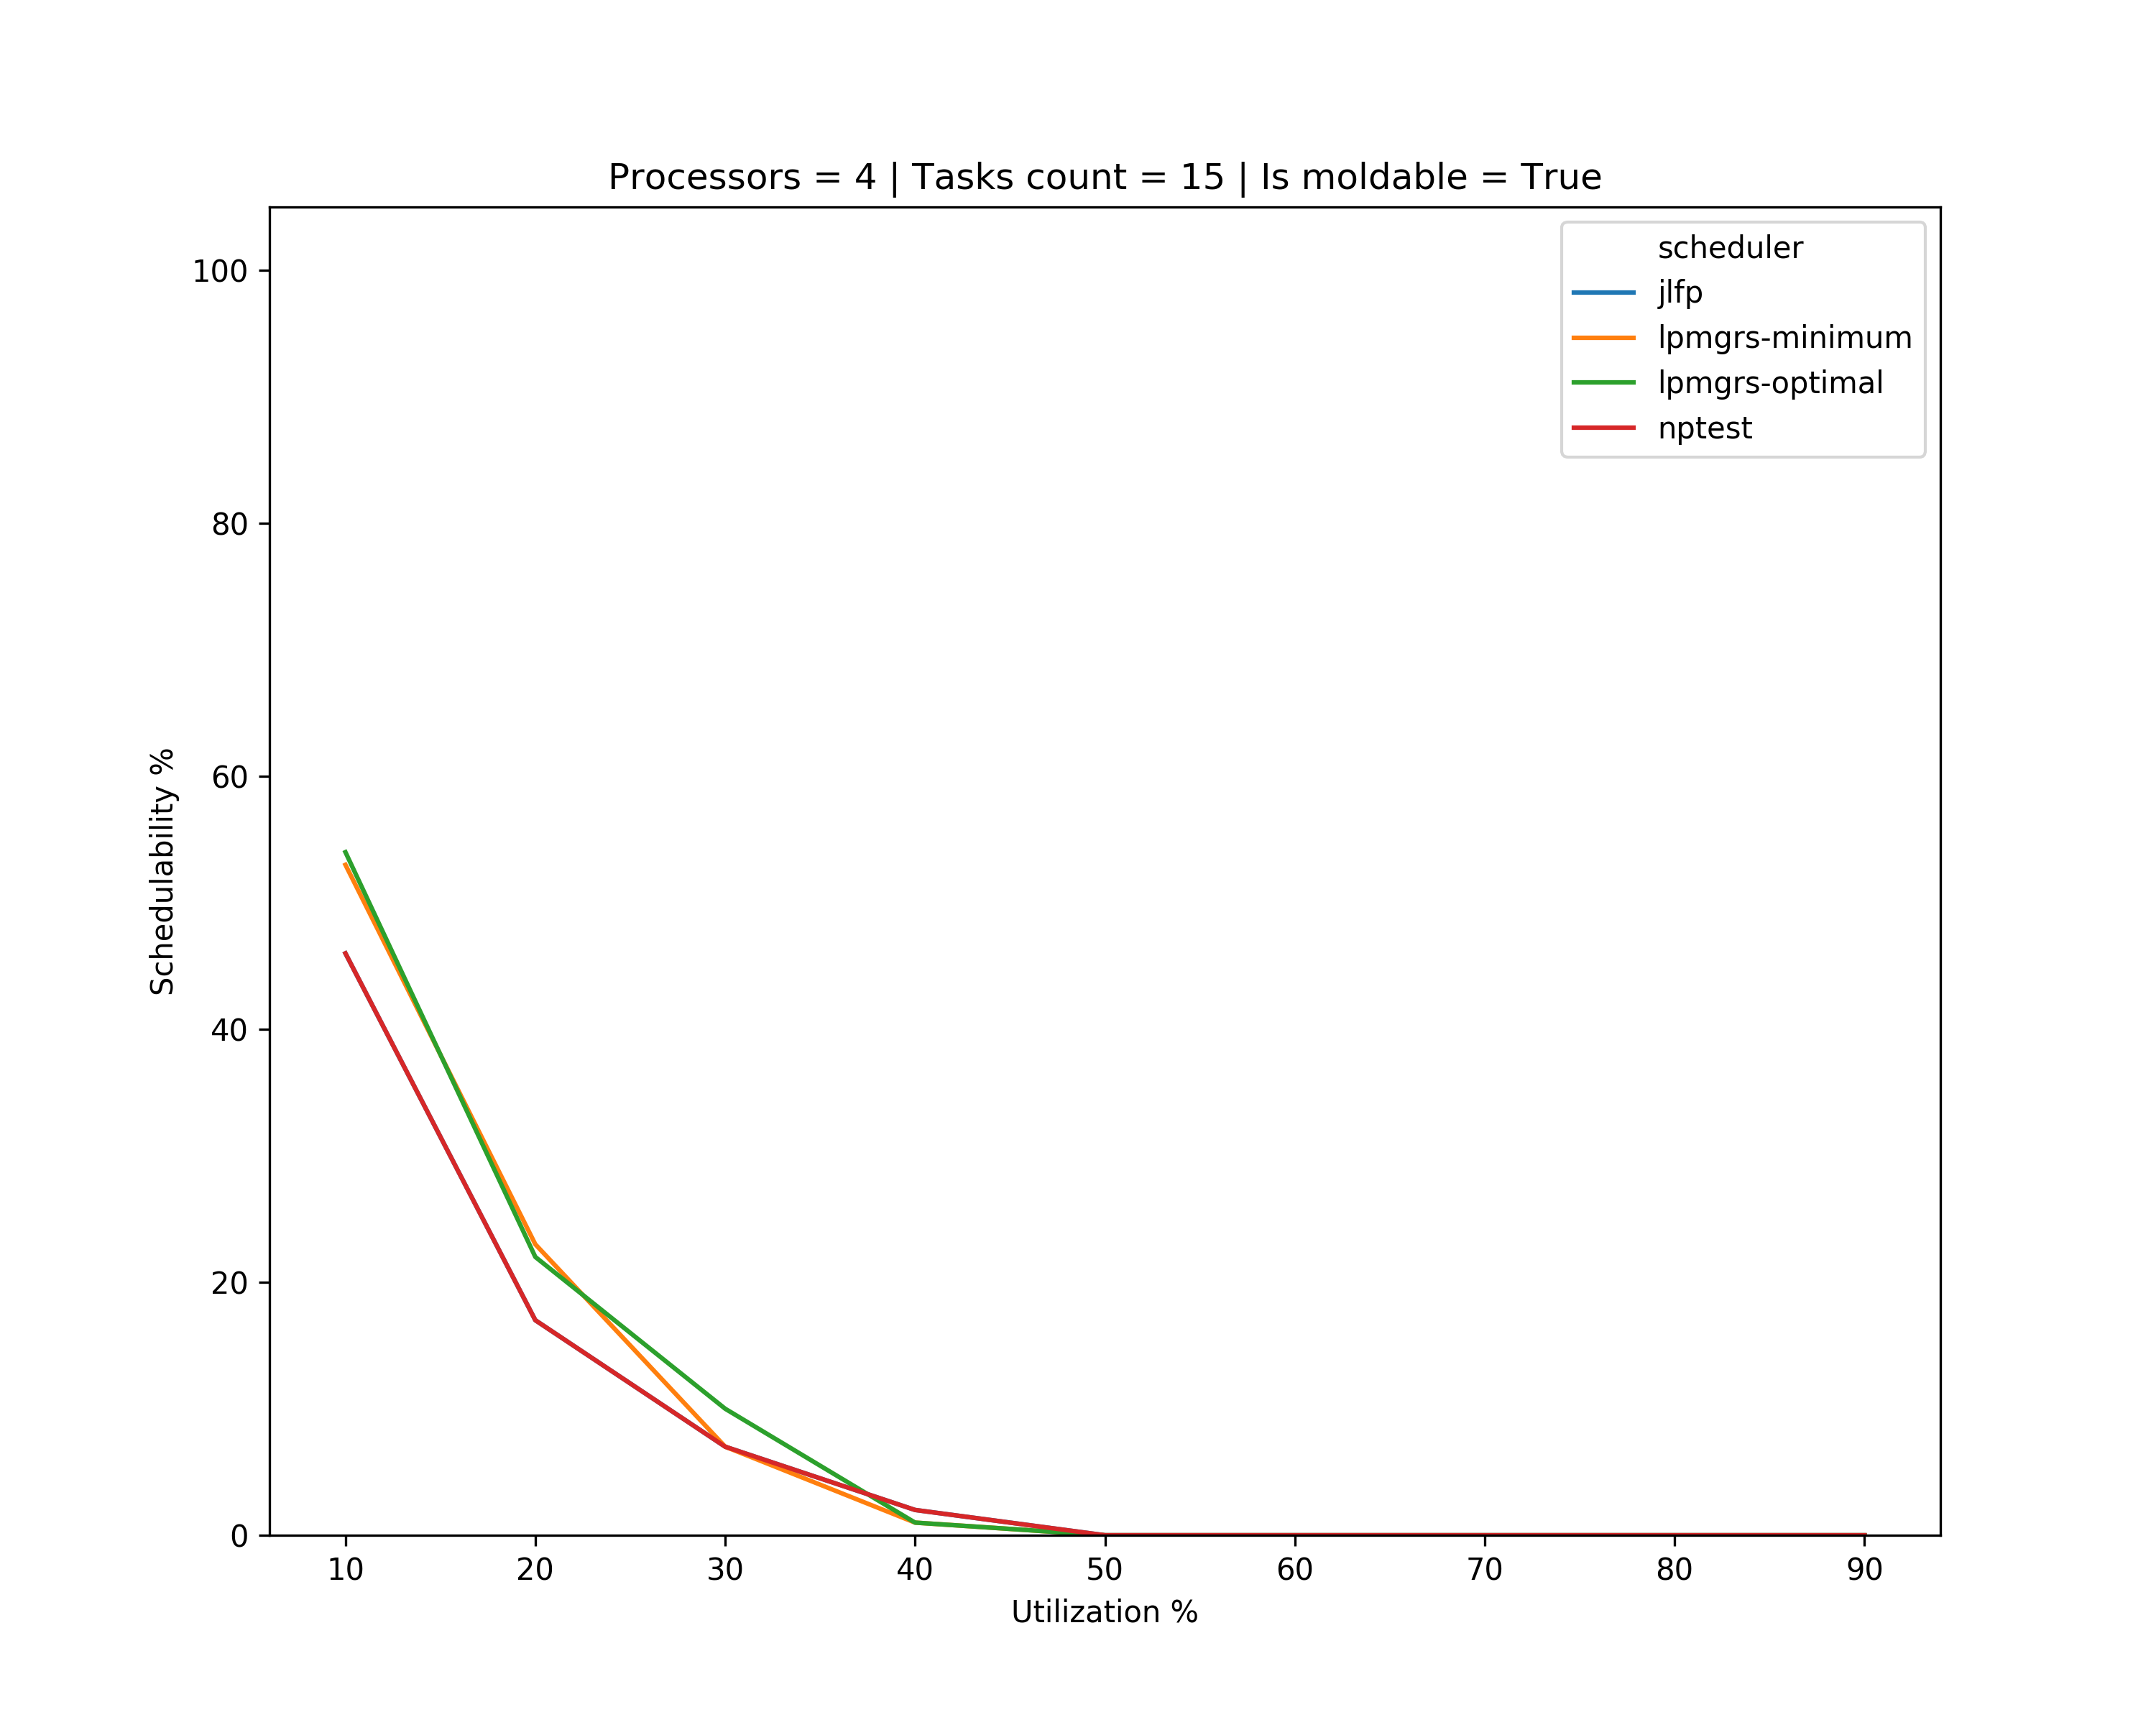 Processors = 4 | Tasks count = 15 | Is moldable = True
scheduler
jlfp
lpmgrs-minimum
lpmgrs-optimal
nptest
Schedulability %
100
80
60
40
20
0
10 20 30 40 50 60 70 80 90
Utilization %